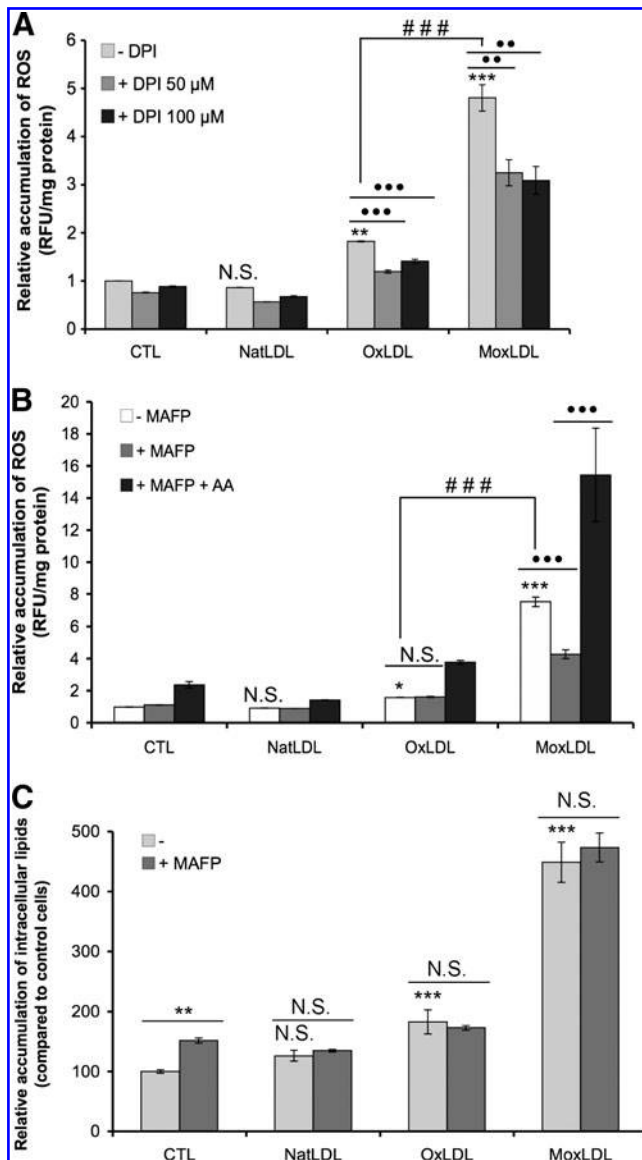 A
Relative accumulation of ROS
(RFU/mg protein)
6
5
4
3
2
1
0
- DPI
+ DPI 50 µM
+ DPI 100 µM
# # #
N.S.
**
•••
•••
***
••
••
CTL NatLDL OxLDL MoxLDL
B
Relative accumulation of ROS
(RFU/mg protein)
20
18
16
14
12
10
8
6
4
2
0
- MAFP
+ MAFP
+ MAFP + AA
# # #
•••
•••
***
N.S.
N.S.
*
CTL NatLDL OxLDL MoxLDL
C
Relative accumulation of intracellular lipids
(compared to control cells)
500
400
300
200
100
0
-
+ MAFP
**
N.S.
N.S.
N.S.
***
N.S.
***
CTL NatLDL OxLDL MoxLDL